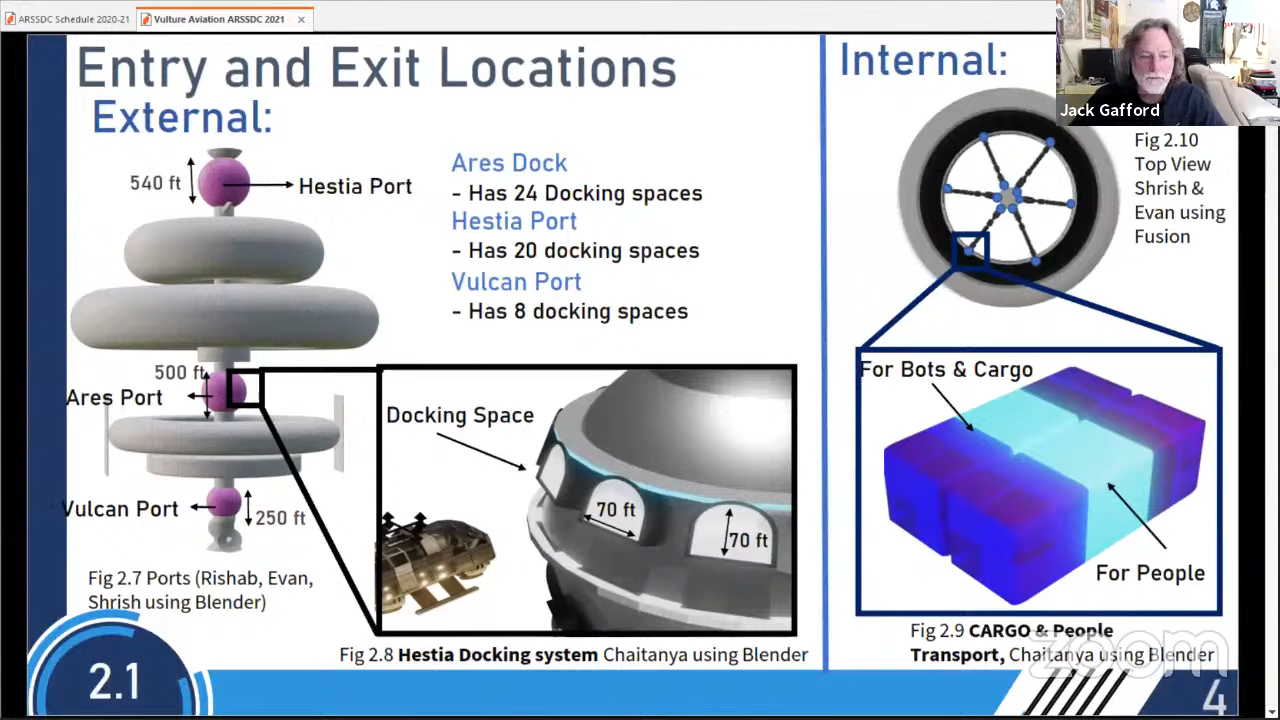 ARSSDC Schedule 2020-21
Vulture Aviation ARSSDC 2021
Entry and Exit Locations
External:
540 ft
Hestia Port
Ares Dock
- Has 24 Docking spaces
Hestia Port
- Has 20 docking spaces
Vulcan Port
- Has 8 docking spaces
500 ft
Ares Port
Vulcan Port
250 ft
Docking Space
70 ft
70 ft
Fig 2.7 Ports (Rishab, Evan,
Shrish using Blender)
Fig 2.8 Hestia Docking system Chaitanya using Blender
Internal:
Jack Gafford
Fig 2.10
Top View
Shrish &
Evan using
Fusion
For Bots & Cargo
For People
Fig 2.9 CARGO & People
Transport, Chaitanya using Blender
zoom
2.1
4